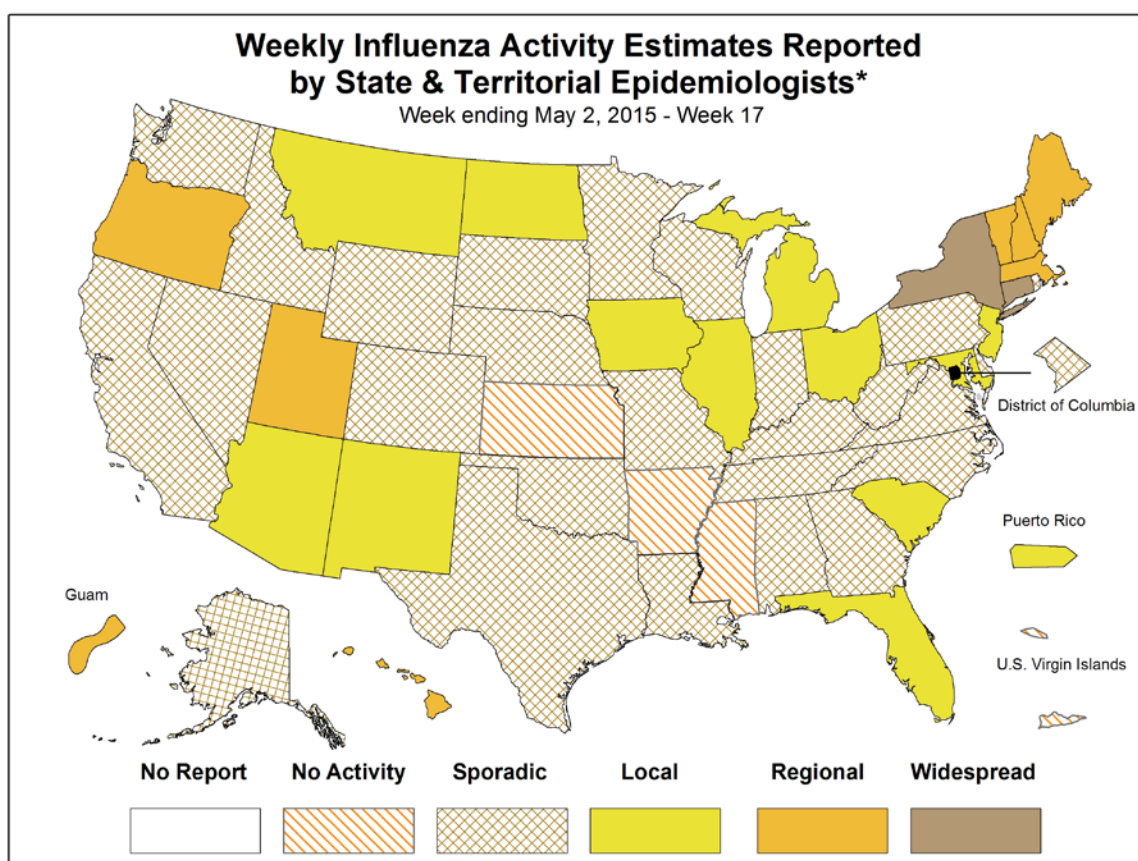 Weekly Influenza Activity Estimates Reported
by State & Territorial Epidemiologists*
Week ending May 2, 2015 - Week 17
District of Columbia
Puerto Rico
Guam
U.S. Virgin Islands
No Report No Activity Sporadic Local Regional Widespread